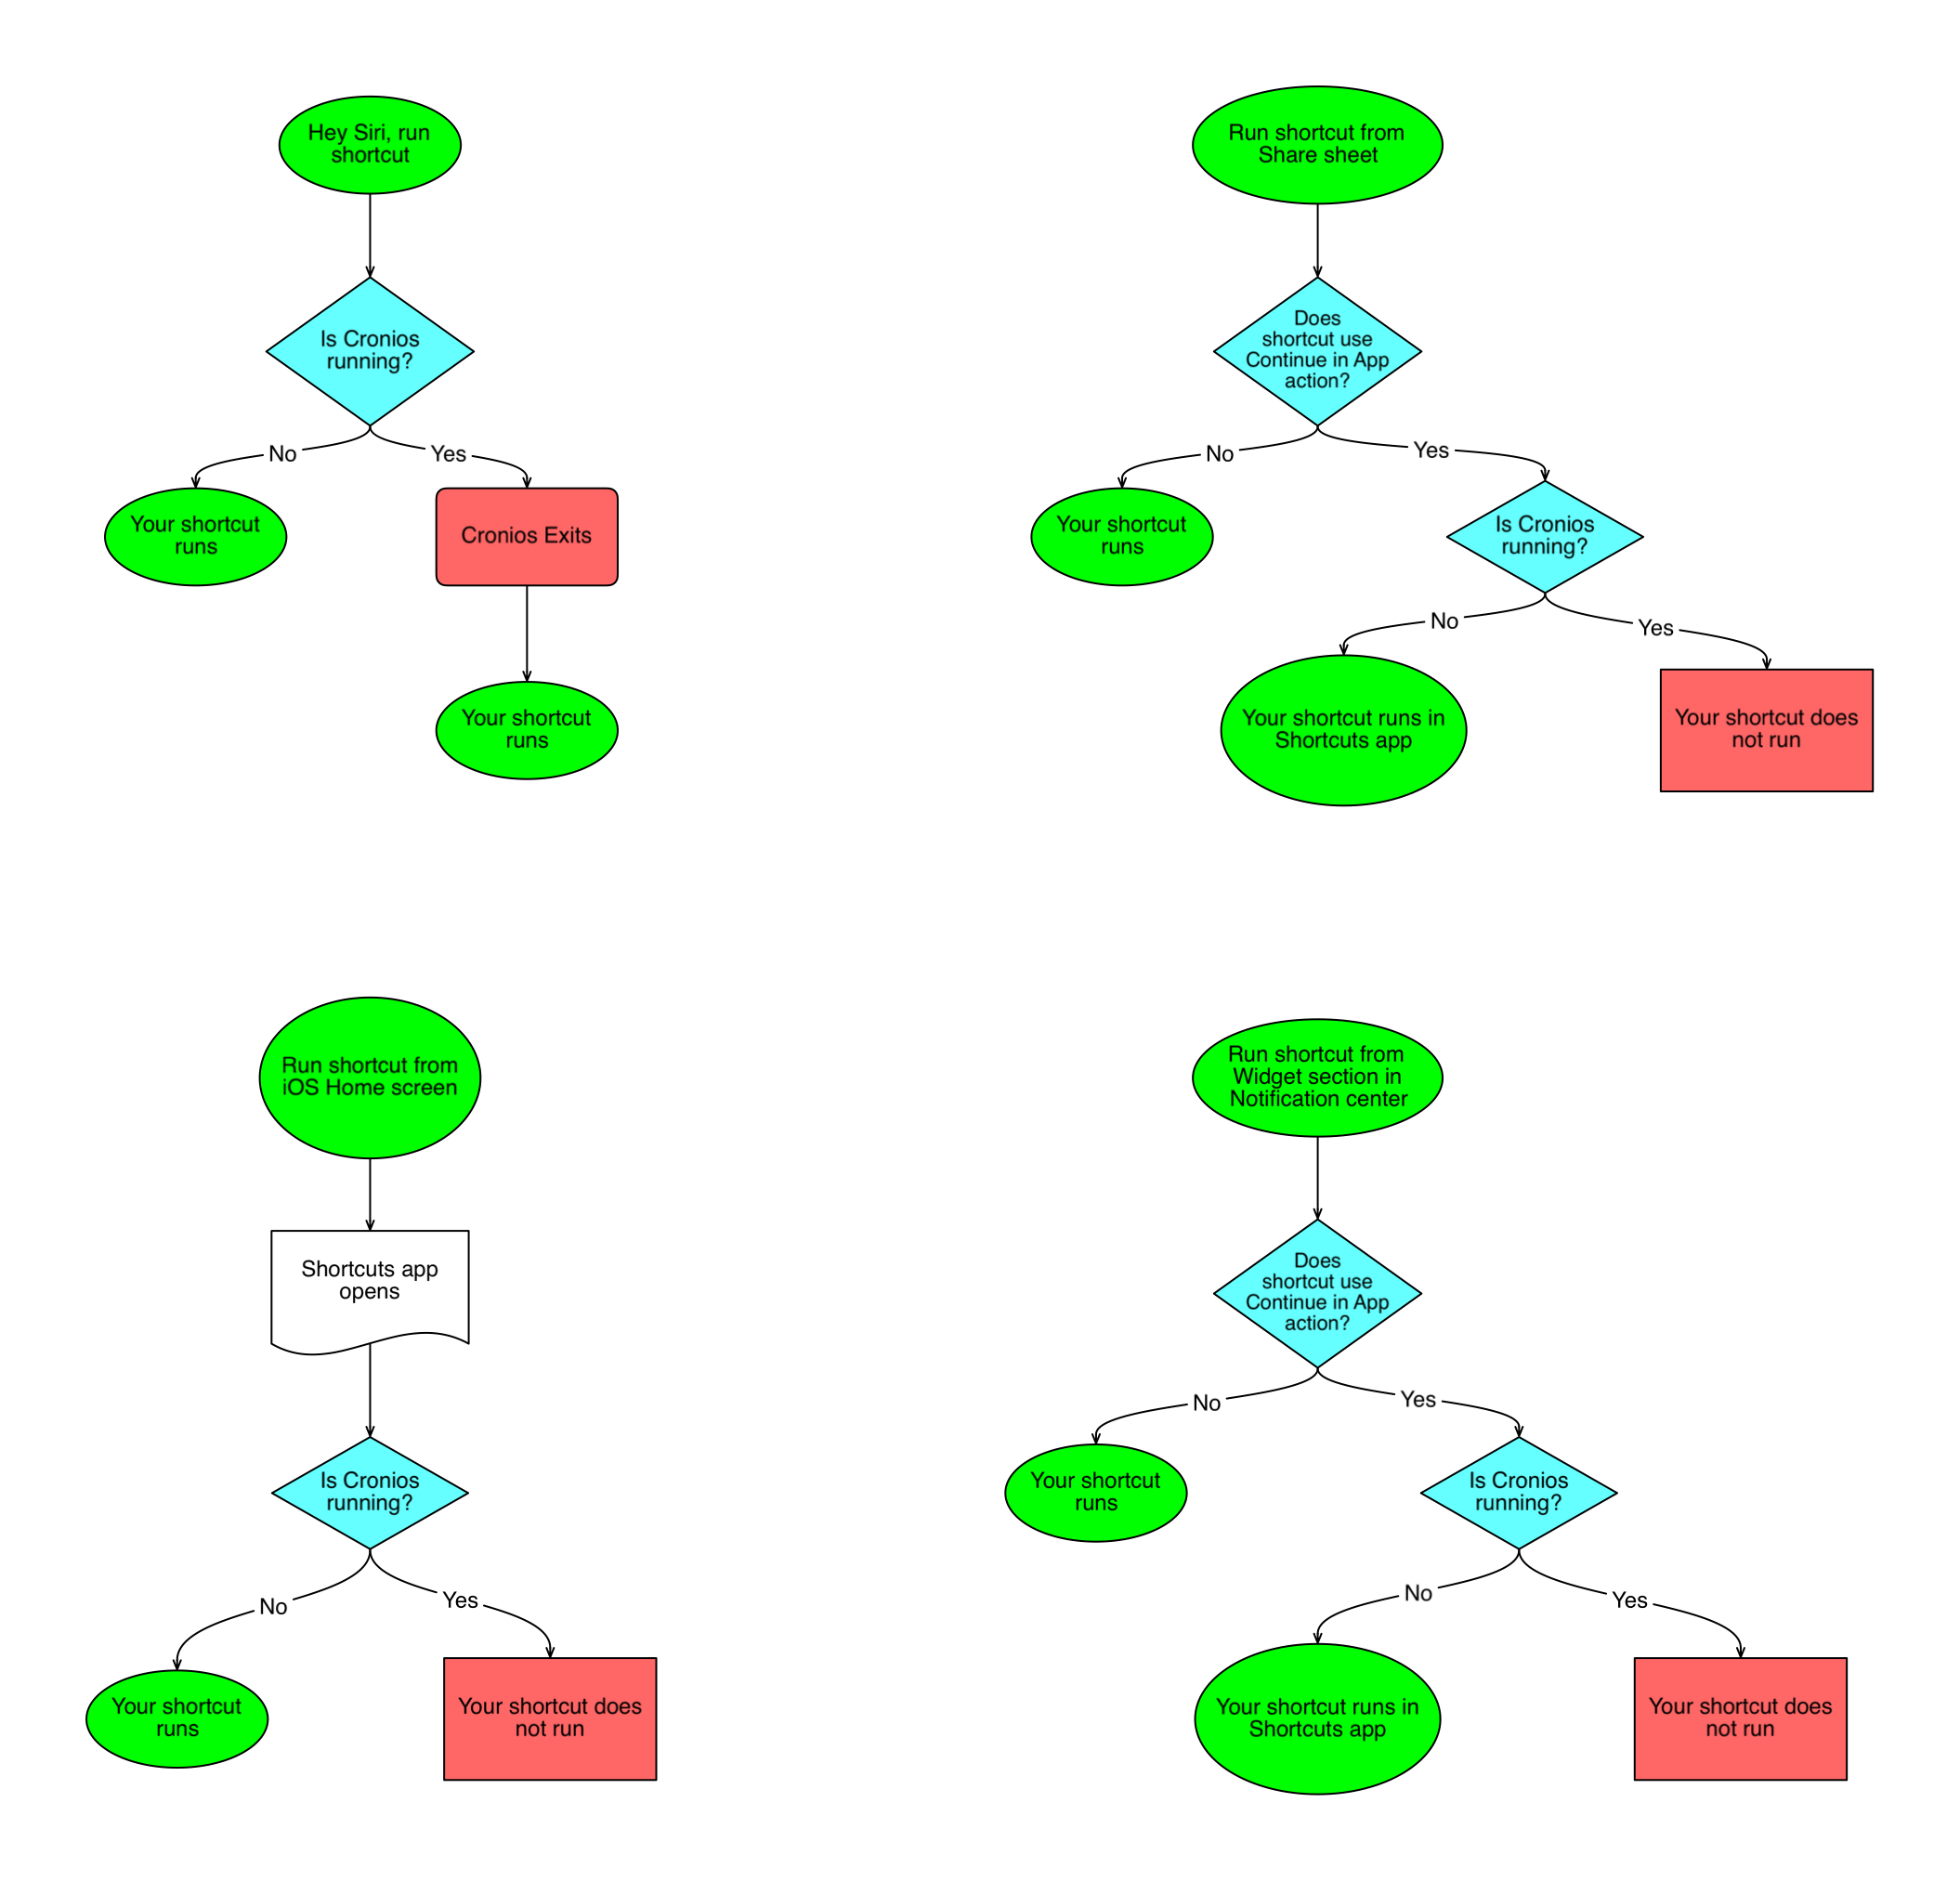 Hey Siri, run
shortcut
Is Cronios
running?
No
Yes
Your shortcut
runs
Cronios Exits
Your shortcut
runs
Run shortcut from
Share sheet
Does
shortcut use
Continue in App
action?
No
Yes
Your shortcut
runs
Is Cronios
running?
No
Yes
Your shortcut runs in
Shortcuts app
Your shortcut does
not run
Run shortcut from
iOS Home screen
Shortcuts app
opens
Is Cronios
running?
No
Yes
Your shortcut
runs
Your shortcut does
not run
Run shortcut from
Widget section in
Notification center
Does
shortcut use
Continue in App
action?
No
Yes
Your shortcut
runs
Is Cronios
running?
No
Yes
Your shortcut runs in
Shortcuts app
Your shortcut does
not run